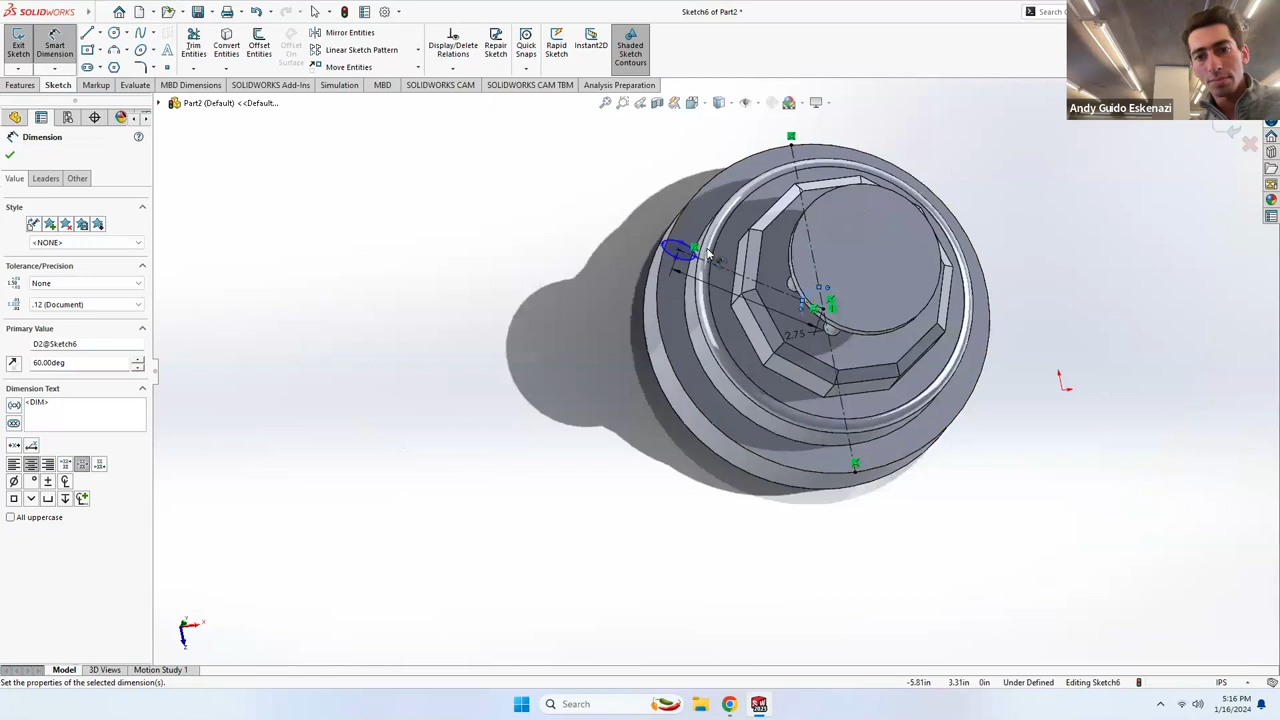 SOLIDWORKS
Sketch6 of Part2 *
Search Co
Exit
Sketch
Smart
Dimension
Trim
Entities
Convert
Entities
Offset
Entities
Offset
On
Surface
Mirror Entities
Linear Sketch Pattern
Move Entities
Display/Delete
Relations
Repair
Sketch
Quick
Snaps
Rapid
Sketch
Instant2D
Shaded
Sketch
Contours
Andy Guido Eskenazi
Features
Sketch
Markup
Evaluate
MBD Dimensions
SOLIDWORKS Add-Ins
Simulation
MBD
SOLIDWORKS CAM
SOLIDWORKS CAM TBM
Analysis Preparation
Part2 (Default) <<Default...
Dimension
Value
Leaders
Other
Style
<NONE>
Tolerance/Precision
None
.12 (Document)
Primary Value
D2@Sketch6
60.00deg
Dimension Text
<DIM>
All uppercase
2.75
X
Z
Model
3D Views
Motion Study 1
Set the properties of the selected dimension(s).
-5.81in
3.31in
0in
Under Defined
Editing Sketch6
IPS
Search
5:16 PM
1/16/2024